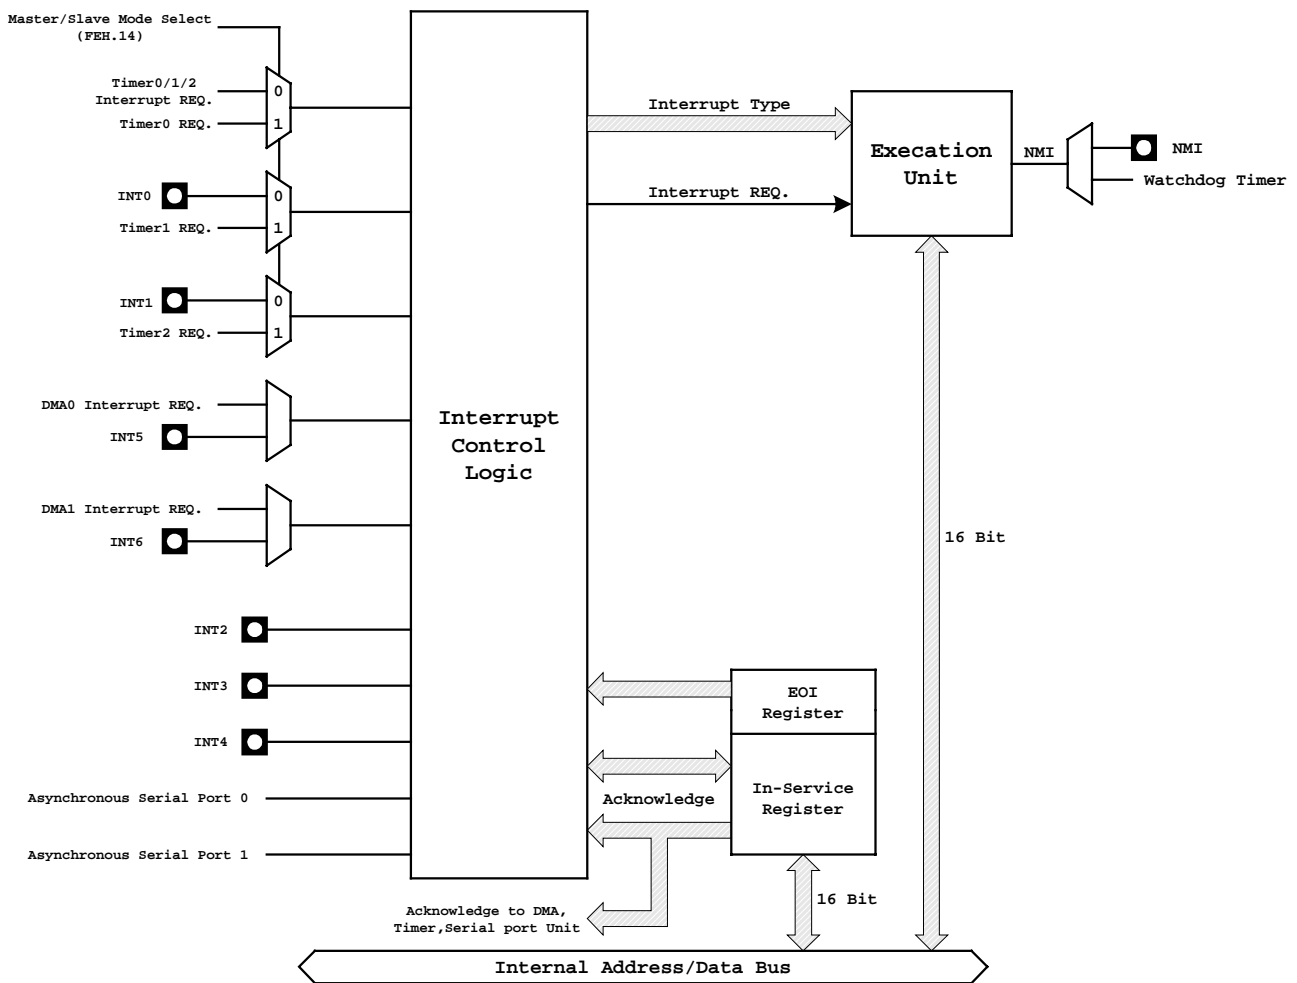 Master/Slave Mode Select
(FEH.14)
Timer0/1/2
Interrupt REQ.
0
Timer0 REQ.
1
INT0
0
Timer1 REQ.
1
INT1
0
Timer2 REQ.
1
DMA0 Interrupt REQ.
INT5
DMA1 Interrupt REQ.
INT6
INT2
INT3
INT4
Asynchronous Serial Port 0
Asynchronous Serial Port 1
Interrupt
Control
Logic
Interrupt Type
Interrupt REQ.
Execation
Unit
NMI
NMI
Watchdog Timer
16 Bit
EOI
Register
In-Service
Register
Acknowledge
16 Bit
Acknowledge to DMA,
Timer,Serial port Unit
Internal Address/Data Bus